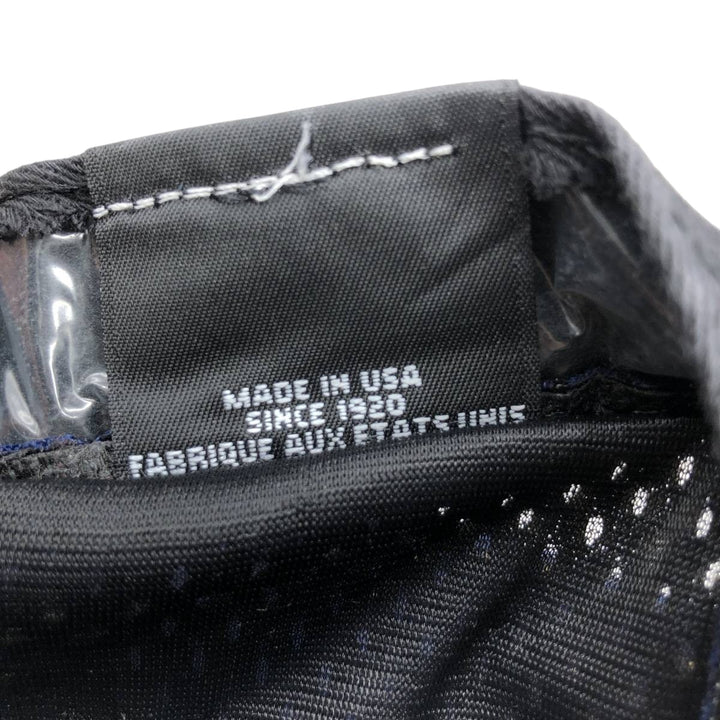 MADE IN USA
SINCE 1920
FABRIQUE AUX ETATS UNIS